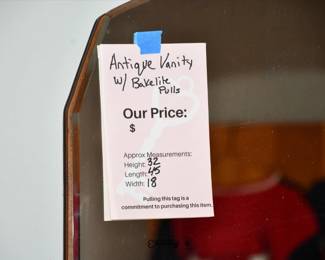 Antique Vanity
W/ Bakelite
Pulls
Our Price:
$
Approx Measurements:
Height: 32
Length: 45
Width: 18
Pulling this tag is a
commitment to purchasing this item.